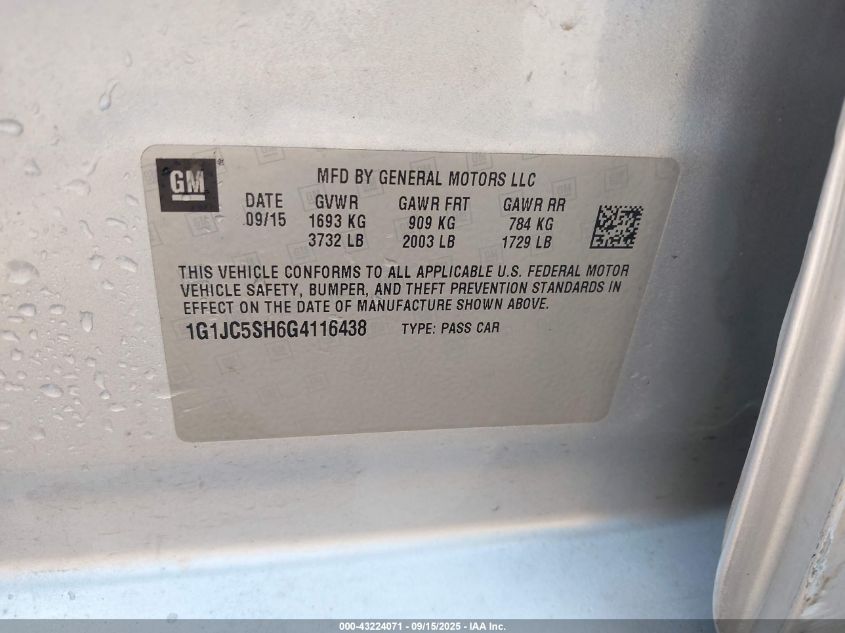 GM
MFD BY GENERAL MOTORS LLC
DATE GVWR GAWR FRT GAWR RR
09/15 1693 KG 909 KG 784 KG
3732 LB 2003 LB 1729 LB
THIS VEHICLE CONFORMS TO ALL APPLICABLE U.S. FEDERAL MOTOR
VEHICLE SAFETY, BUMPER, AND THEFT PREVENTION STANDARDS IN
EFFECT ON THE DATE OF MANUFACTURE SHOWN ABOVE.
1G1JC5SH6G4116438 TYPE: PASS CAR
000-43224071 - 09/15/2025 - IAA Inc.